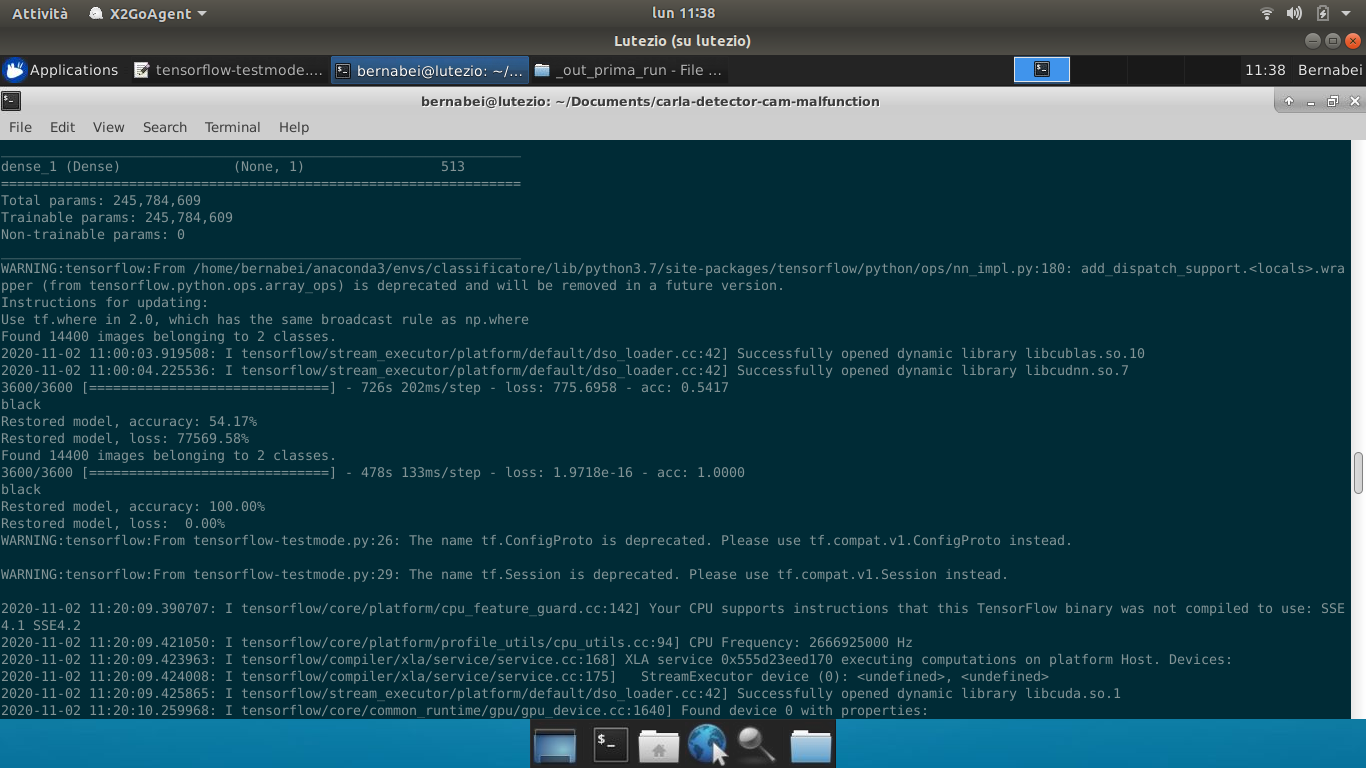 Attività
X2GoAgent
lun 11:38
Lutezio (su lutezio)
Applications
tensorflow-testmode....
bernabei@lutezio: ~/...
_out_prima_run - File ...
11:38
Bernabei
bernabei@lutezio: ~/Documents/carla-detector-cam-malfunction
File Edit View Search Terminal Help
_________________________________________________________________
dense_1 (Dense) (None, 1) 513
=================================================================
Total params: 245,784,609
Trainable params: 245,784,609
Non-trainable params: 0
_________________________________________________________________
WARNING:tensorflow:From /home/bernabei/anaconda3/envs/classificatore/lib/python3.7/site-packages/tensorflow/python/ops/nn_impl.py:180: add_dispatch_support.<locals>.wra
pper (from tensorflow.python.ops.array_ops) is deprecated and will be removed in a future version.
Instructions for updating:
Use tf.where in 2.0, which has the same broadcast rule as np.where
Found 14400 images belonging to 2 classes.
2020-11-02 11:00:03.919508: I tensorflow/stream_executor/platform/default/dso_loader.cc:42] Successfully opened dynamic library libcublas.so.10
2020-11-02 11:00:04.225536: I tensorflow/stream_executor/platform/default/dso_loader.cc:42] Successfully opened dynamic library libcudnn.so.7
3600/3600 [==============================] - 726s 202ms/step - loss: 775.6958 - acc: 0.5417
black
Restored model, accuracy: 54.17%
Restored model, loss: 77569.58%
Found 14400 images belonging to 2 classes.
3600/3600 [==============================] - 478s 133ms/step - loss: 1.9718e-16 - acc: 1.0000
black
Restored model, accuracy: 100.00%
Restored model, loss:  0.00%
WARNING:tensorflow:From tensorflow-testmode.py:26: The name tf.ConfigProto is deprecated. Please use tf.compat.v1.ConfigProto instead.
WARNING:tensorflow:From tensorflow-testmode.py:29: The name tf.Session is deprecated. Please use tf.compat.v1.Session instead.
2020-11-02 11:20:09.390707: I tensorflow/core/platform/cpu_feature_guard.cc:142] Your CPU supports instructions that this TensorFlow binary was not compiled to use: SSE
4.1 SSE4.2
2020-11-02 11:20:09.421050: I tensorflow/core/platform/profile_utils/cpu_utils.cc:94] CPU Frequency: 2666925000 Hz
2020-11-02 11:20:09.423963: I tensorflow/compiler/xla/service/service.cc:168] XLA service 0x555d23eed170 executing computations on platform Host. Devices:
2020-11-02 11:20:09.424008: I tensorflow/compiler/xla/service/service.cc:175]   StreamExecutor device (0): <undefined>, <undefined>
2020-11-02 11:20:09.425865: I tensorflow/stream_executor/platform/default/dso_loader.cc:42] Successfully opened dynamic library libcuda.so.1
2020-11-02 11:20:10.259968: I tensorflow/core/common_runtime/gpu/gpu_device.cc:1640] Found device 0 with properties: